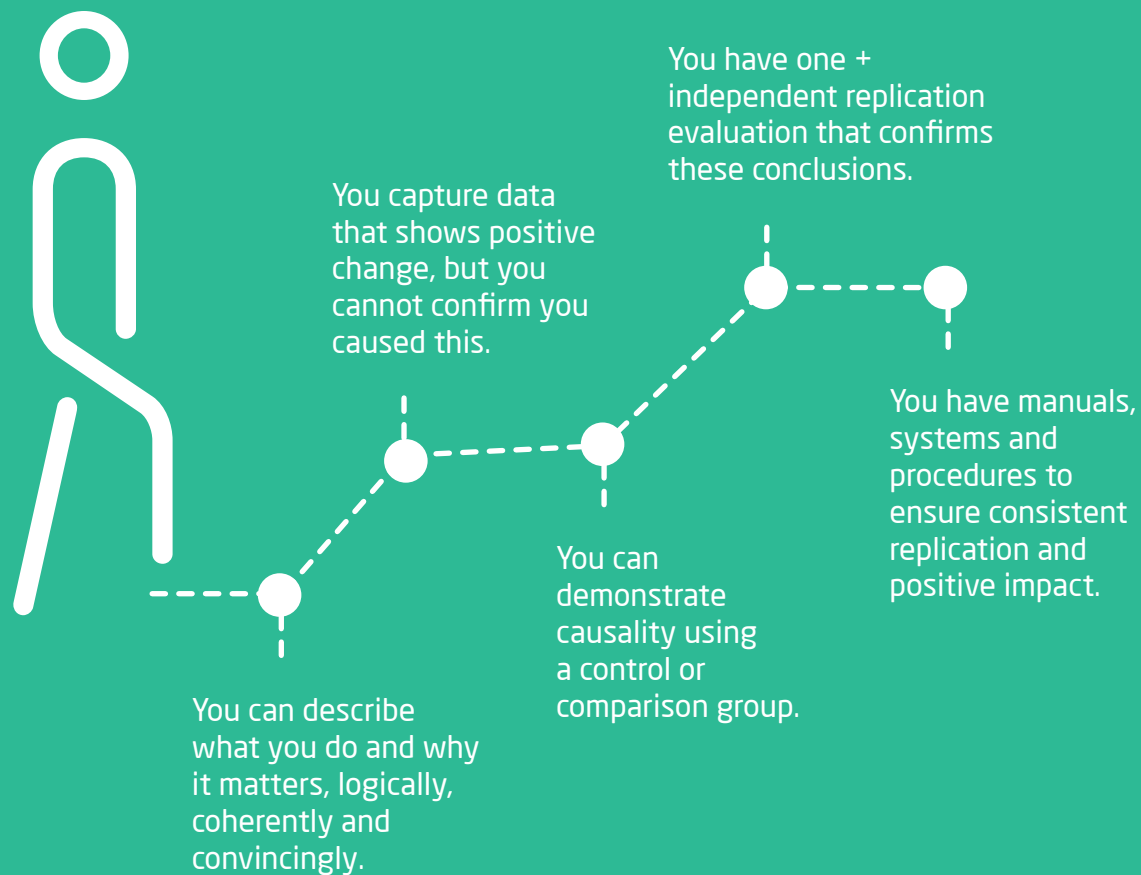 You can describe
what you do and why
it matters, logically,
coherently and
convincingly.
You capture data
that shows positive
change, but you
cannot confirm you
caused this.
You can
demonstrate
causality using
a control or
comparison group.
You have one +
independent replication
evaluation that confirms
these conclusions.
You have manuals,
systems and
procedures to
ensure consistent
replication and
positive impact.